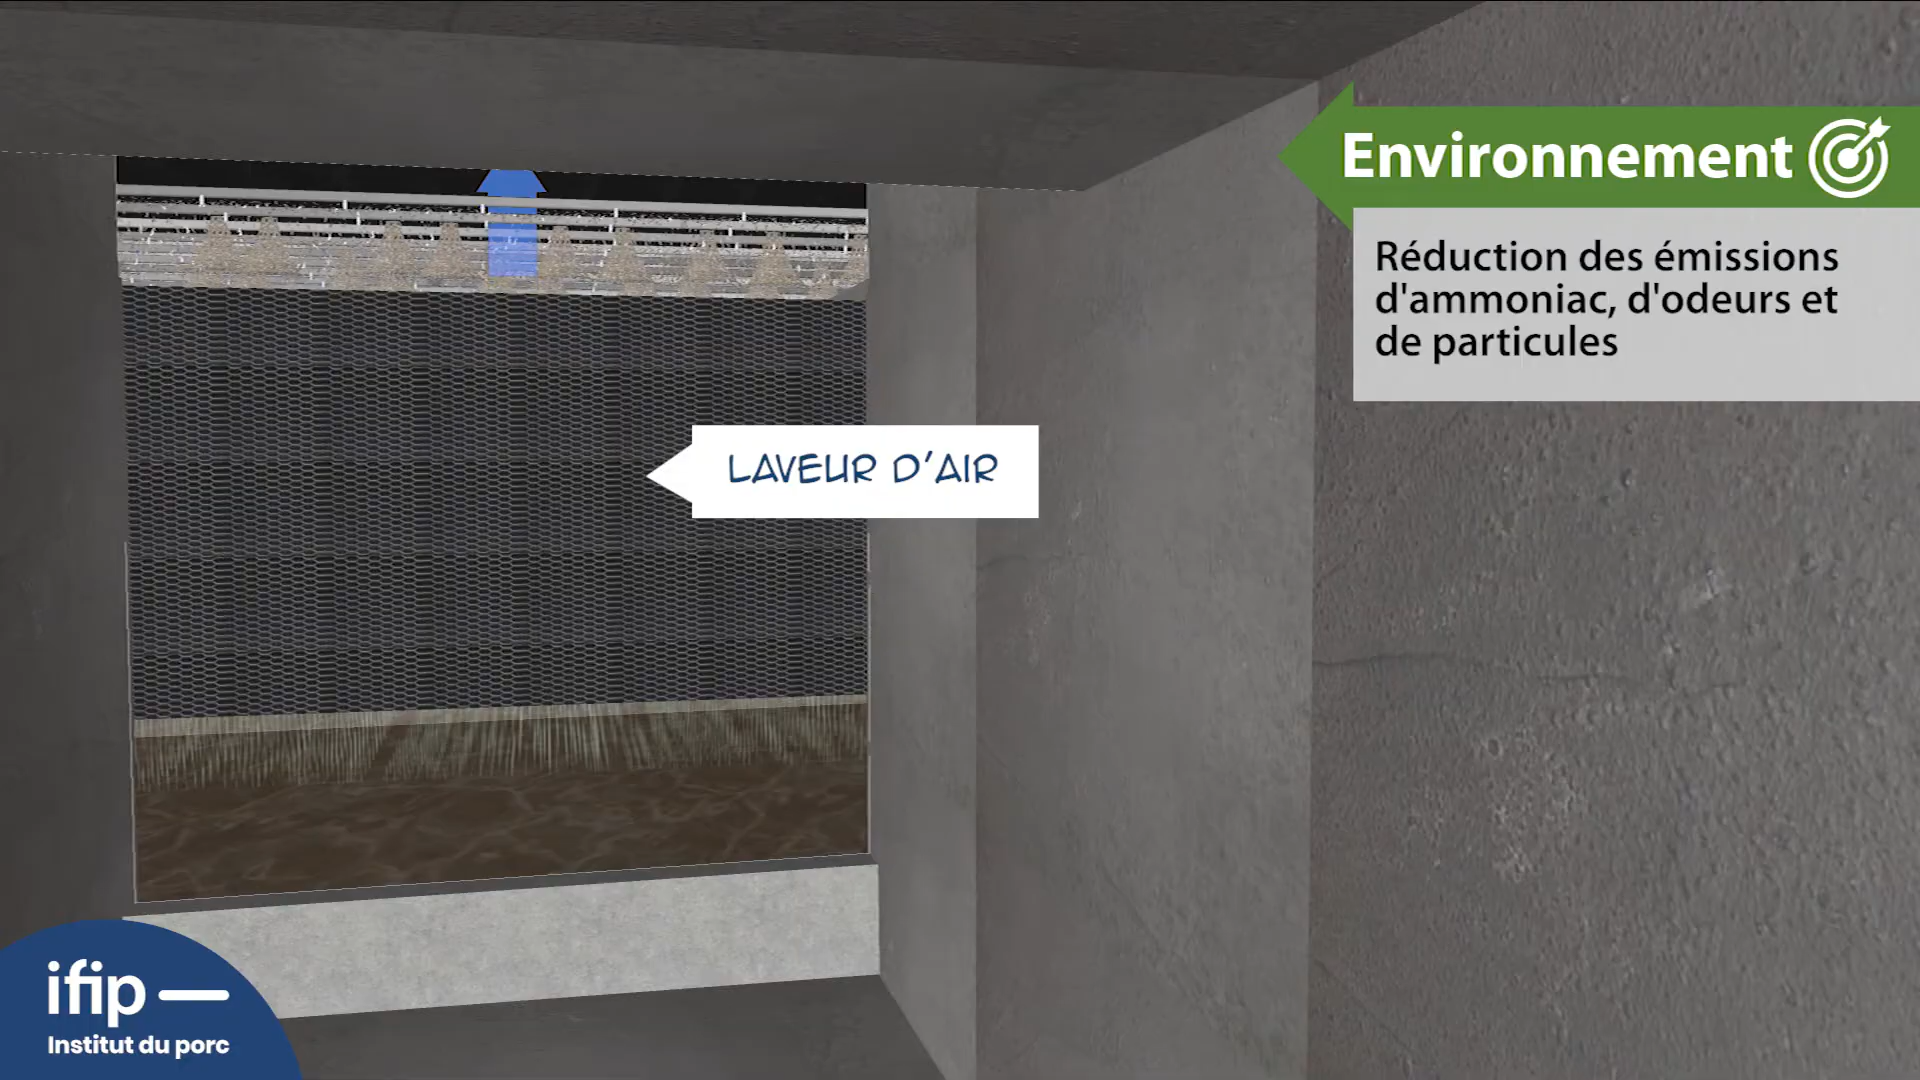 Environnement
Réduction des émissions
d'ammoniac, d'odeurs et
de particules
LAVEUR D'AIR
ifip
Institut du porc